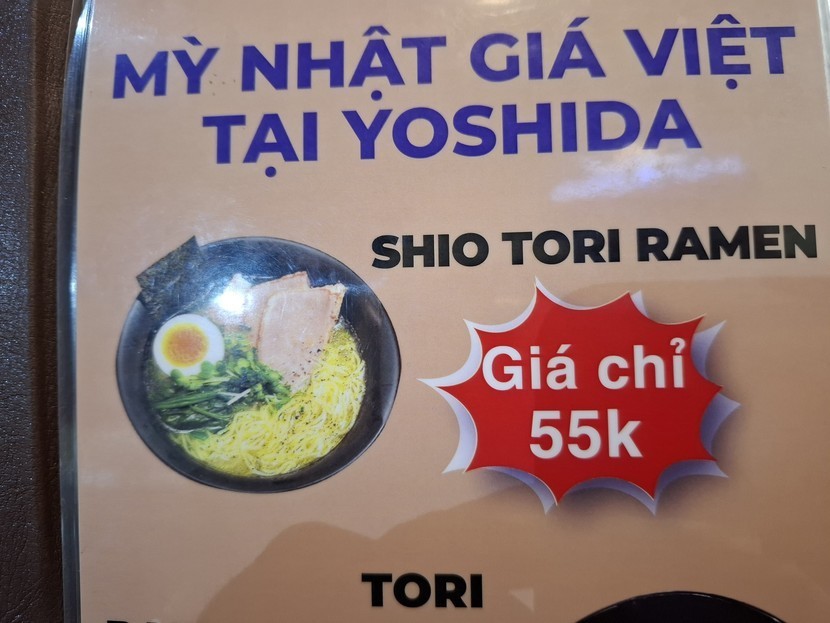 MỲ NHẬT GIÁ VIỆT
TẠI YOSHIDA
SHIO TORI RAMEN
Giá chỉ
55k
TORI